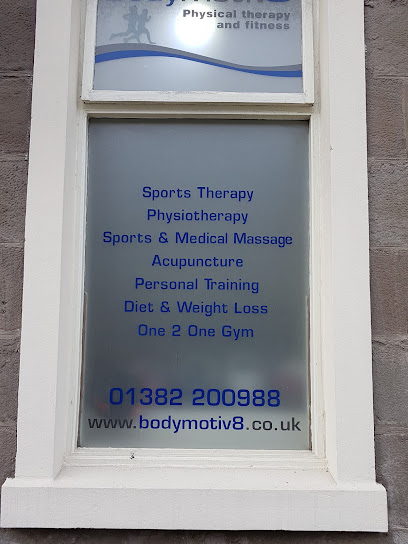 Physical therapy
and fitness
Sports Therapy
Physiotherapy
Sports & Medical Massage
Acupuncture
Personal Training
Diet & Weight Loss
One 2 One Gym
01382 200988
www.bodymotiv8.co.uk